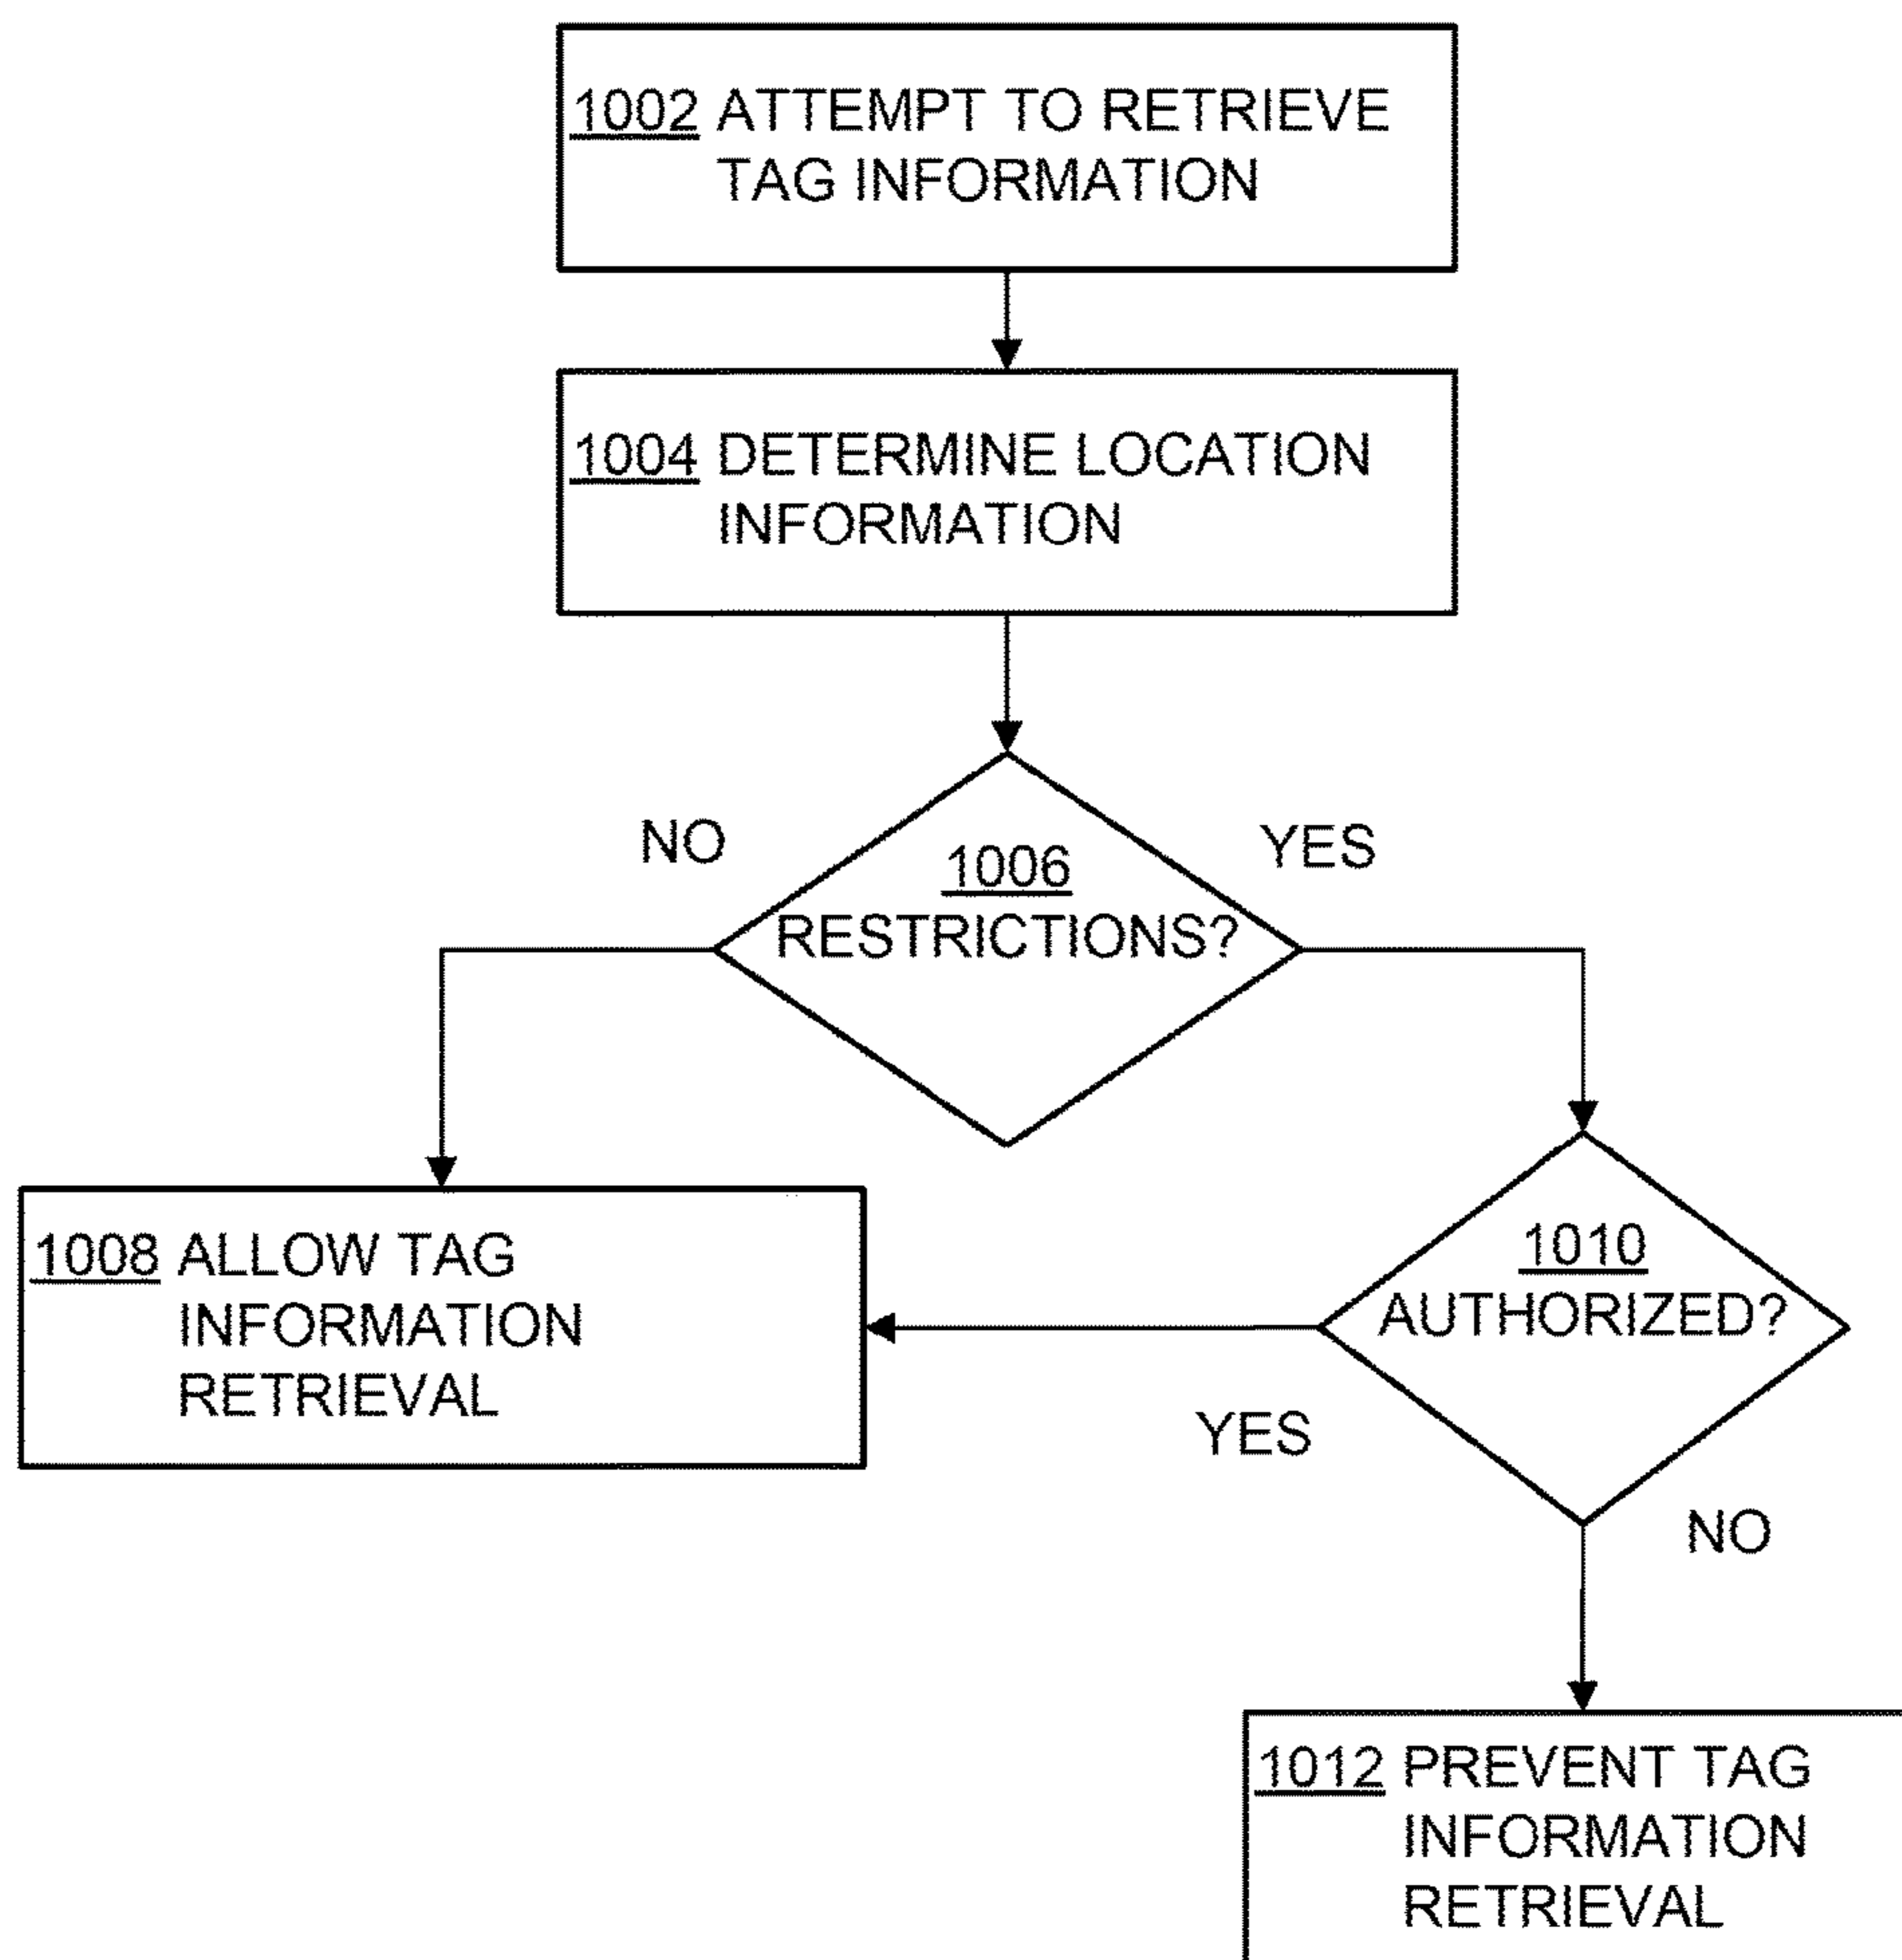 1002 ATTEMPT TO RETRIEVE
TAG INFORMATION
1004 DETERMINE LOCATION
INFORMATION
NO
YES
1006
RESTRICTIONS?
1008 ALLOW TAG
INFORMATION
RETRIEVAL
1010
AUTHORIZED?
YES
NO
1012 PREVENT TAG
INFORMATION
RETRIEVAL